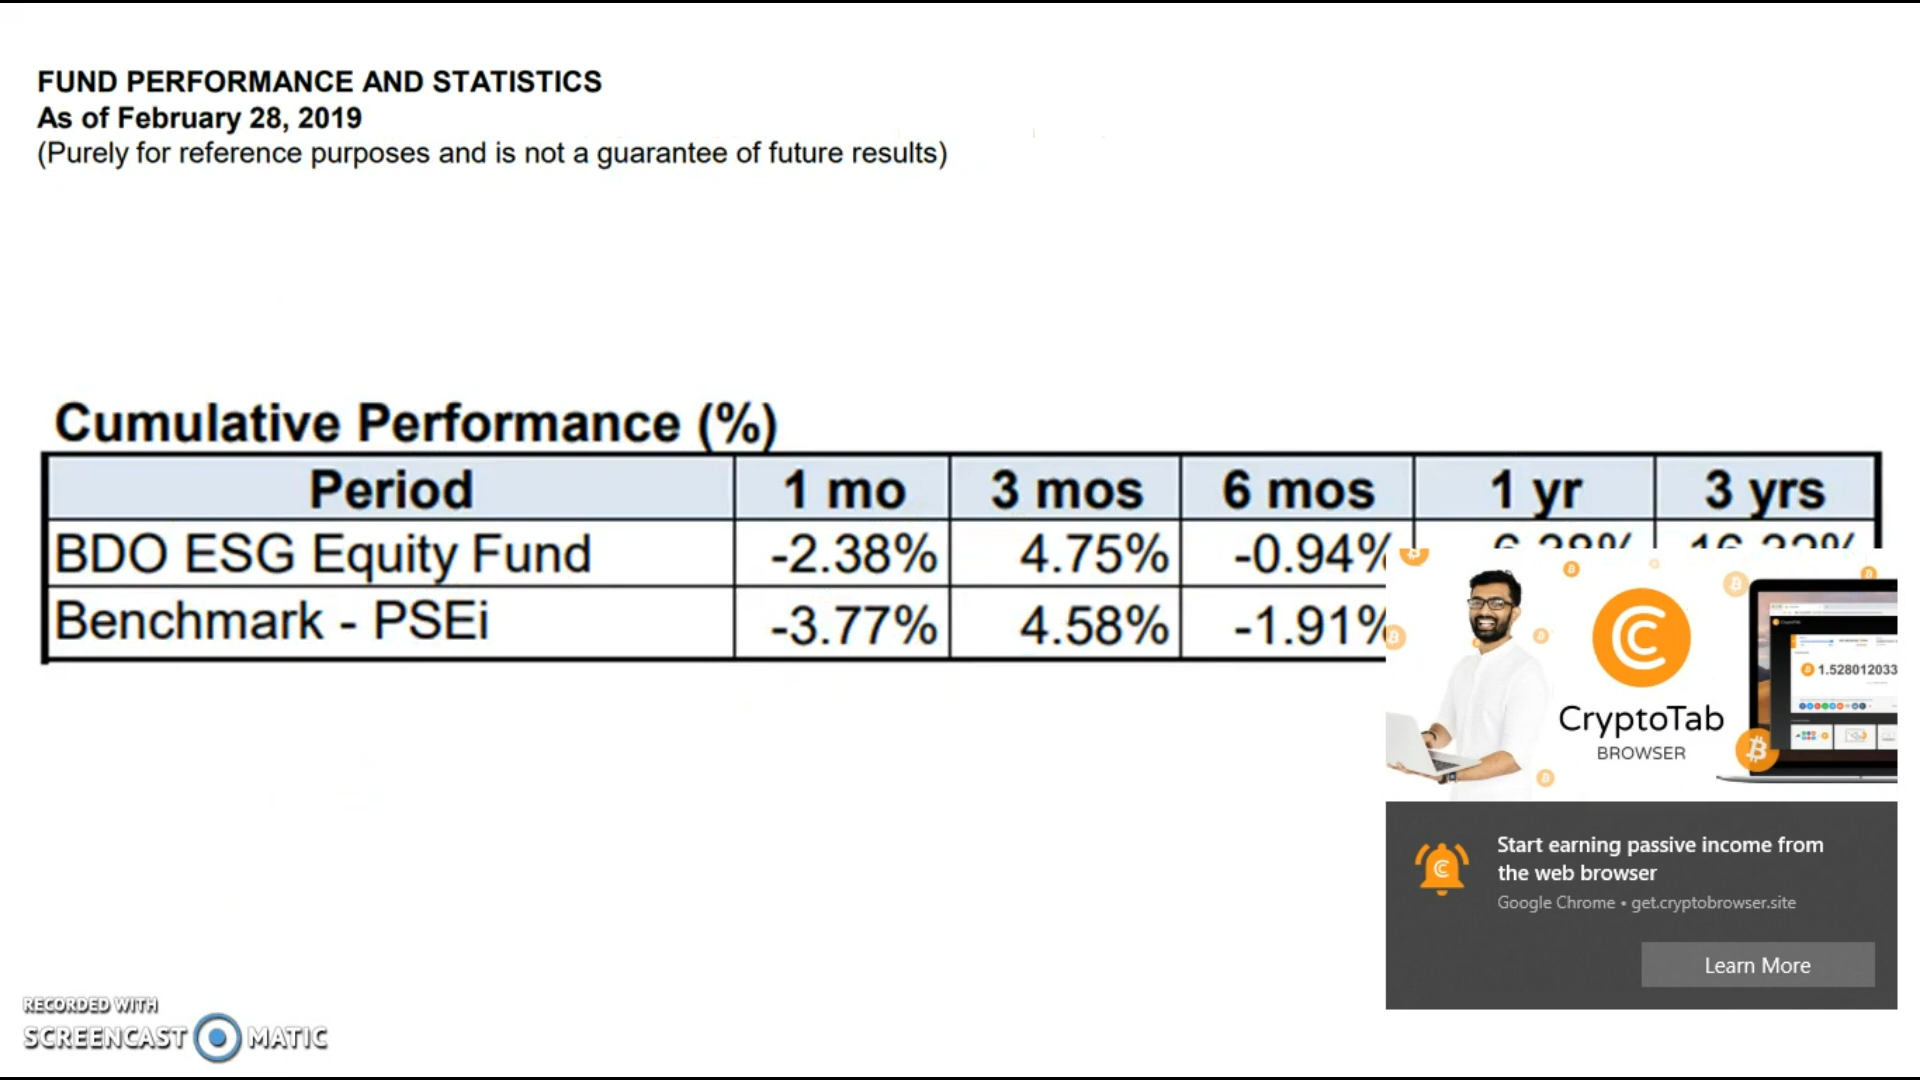 FUND PERFORMANCE AND STATISTICS
As of February 28, 2019
(Purely for reference purposes and is not a guarantee of future results)
Cumulative Performance (%)
Period 1 mo 3 mos 6 mos 1 yr 3 yrs
BDO ESG Equity Fund -2.38% 4.75% -0.94%
Benchmark - PSEi -3.77% 4.58% -1.91%
C
1.528012033
CryptoTab
BROWSER
Start earning passive income from
the web browser
Google Chrome • get.cryptobrowser.site
Learn More
RECORDED WITH
SCREENCAST MATIC